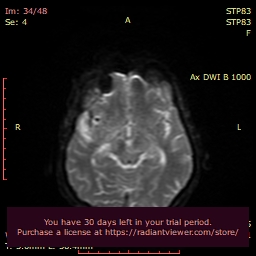 Im: 34/48
Se: 4
STP83
STP83
F
A
Ax DWI B 1000
R
L
You have 30 days left in your trial period.
Purchase a license at https://radiantviewer.com/store/